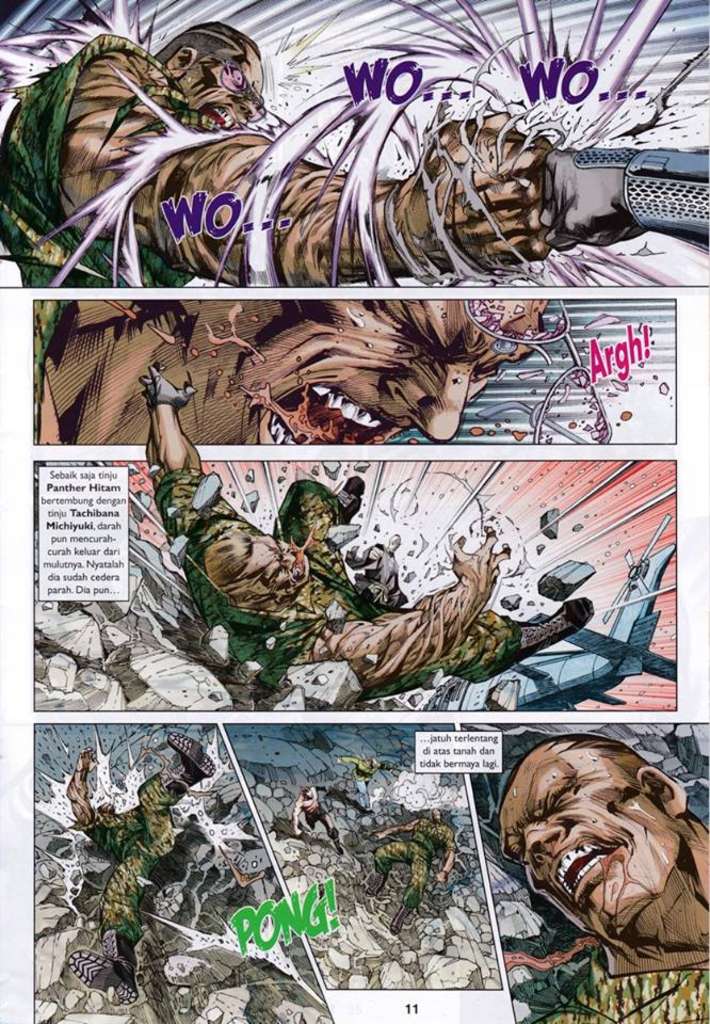 WO...
WO...
WO...
Argh!
Sebaik saja tinju
Panther Hitam
bertembung dengan
tinju Tachibana
Michiyuki, darah
pun mencurah-
curah keluar dari
mulutnya. Nyatalah
dia sudah cedera
parah. Dia pun...
...jatuh terlentang
di atas tanah dan
tidak bermaya lagi.
PONG!
11